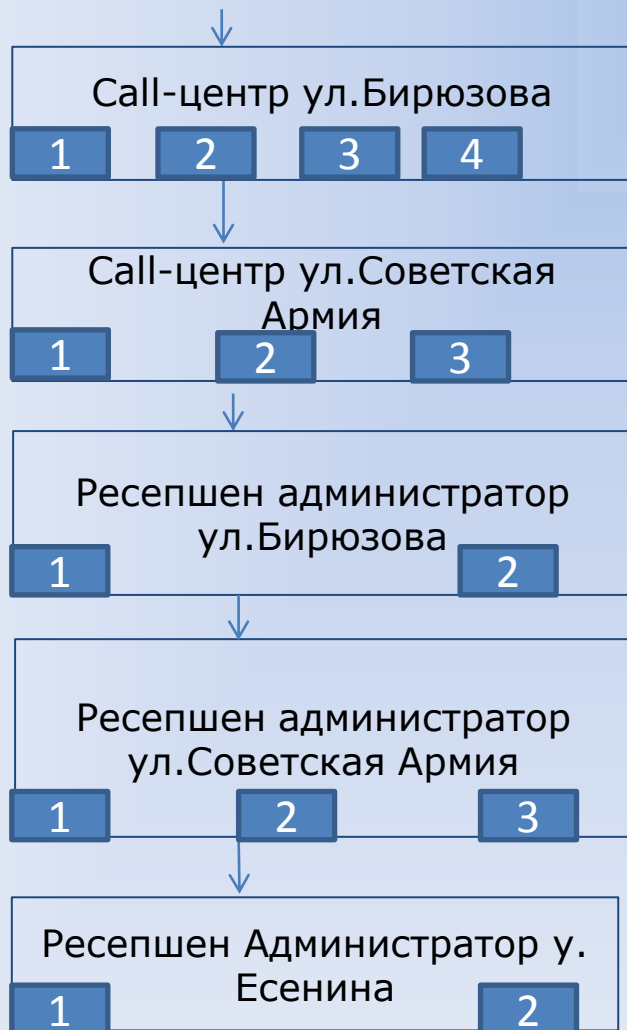 Call-центр ул.Бирюзова
1 2 3 4
Call-центр ул.Советская
Армия
1 2 3
Ресепшен администратор
ул.Бирюзова
1 2
Ресепшен администратор
ул.Советская Армия
1 2 3
Ресепшен Администратор у.
Есенина
1 2